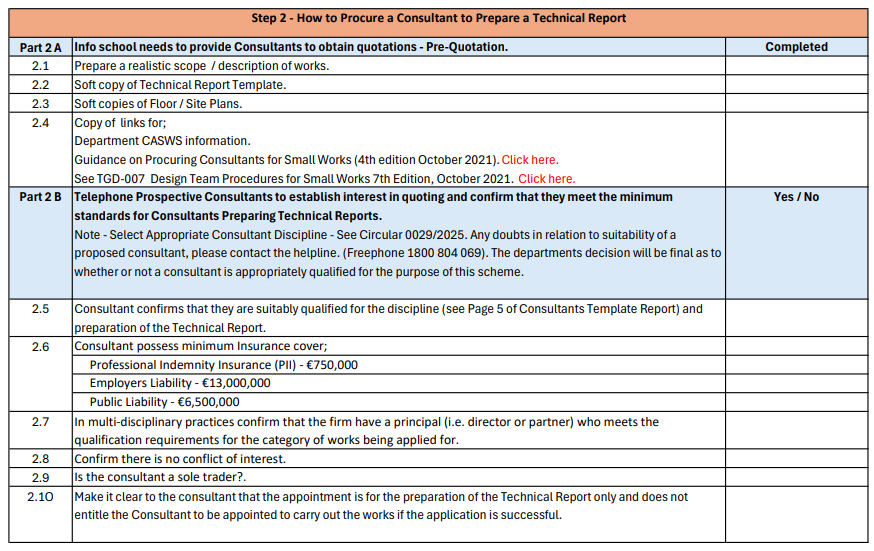 Step 2 - How to Procure a Consultant to Prepare a Technical Report
Part 2 A Info school needs to provide Consultants to obtain quotations - Pre-Quotation. Completed
2.1 Prepare a realistic scope / description of works.
2.2 Soft copy of Technical Report Template.
2.3 Soft copies of Floor / Site Plans.
2.4 Copy of links for;
Department CASWS information.
Guidance on Procuring Consultants for Small Works (4th edition October 2021). Click here.
See TGD-007 Design Team Procedures for Small Works 7th Edition, October 2021. Click here.
Part 2 B Telephone Prospective Consultants to establish interest in quoting and confirm that they meet the minimum Yes / No
standards for Consultants Preparing Technical Reports.
Note - Select Appropriate Consultant Discipline - See Circular 0029/2025. Any doubts in relation to suitability of a
proposed consultant, please contact the helpline. (Freephone 1800 804 069). The departments decision will be final as to
whether or not a consultant is appropriately qualified for the purpose of this scheme.
2.5 Consultant confirms that they are suitably qualified for the discipline (see Page 5 of Consultants Template Report) and
preparation of the Technical Report.
2.6 Consultant possess minimum Insurance cover;
Professional Indemnity Insurance (PII) - €750,000
Employers Liability - €13,000,000
Public Liability - €6,500,000
2.7 In multi-disciplinary practices confirm that the firm have a principal (i.e. director or partner) who meets the
qualification requirements for the category of works being applied for.
2.8 Confirm there is no conflict of interest.
2.9 Is the consultant a sole trader?.
2.1O Make it clear to the consultant that the appointment is for the preparation of the Technical Report only and does not
entitle the Consultant to be appointed to carry out the works if the application is successful.